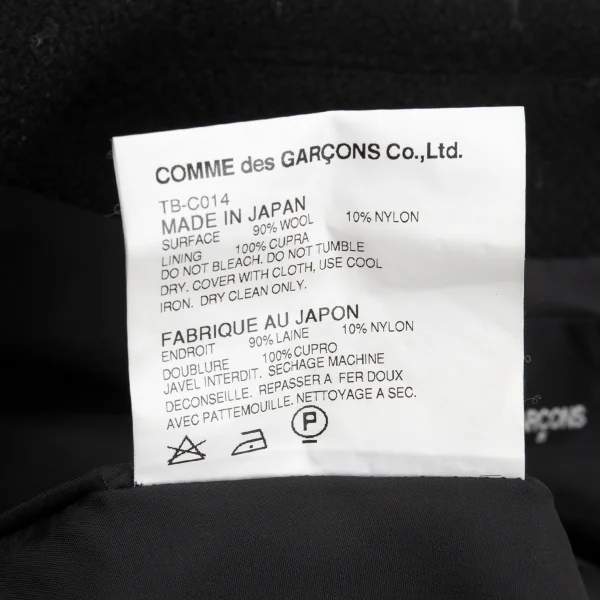 COMME des GARÇONS Co.,Ltd.
TB-C014
MADE IN JAPAN
SURFACE 90% WOOL 10% NYLON
LINING 100% CUPRA
DO NOT BLEACH. DO NOT TUMBLE
DRY. COVER WITH CLOTH, USE COOL
IRON. DRY CLEAN ONLY.
FABRIQUE AU JAPON
ENDROIT 90% LAINE 10% NYLON
DOUBLURE 100% CUPRO
JAVEL INTERDIT. SECHAGE MACHINE
DECONSEILLE. REPASSER A FER DOUX
AVEC PATTEMOUILLE. NETTOYAGE A SEC.
P
ARÇONS